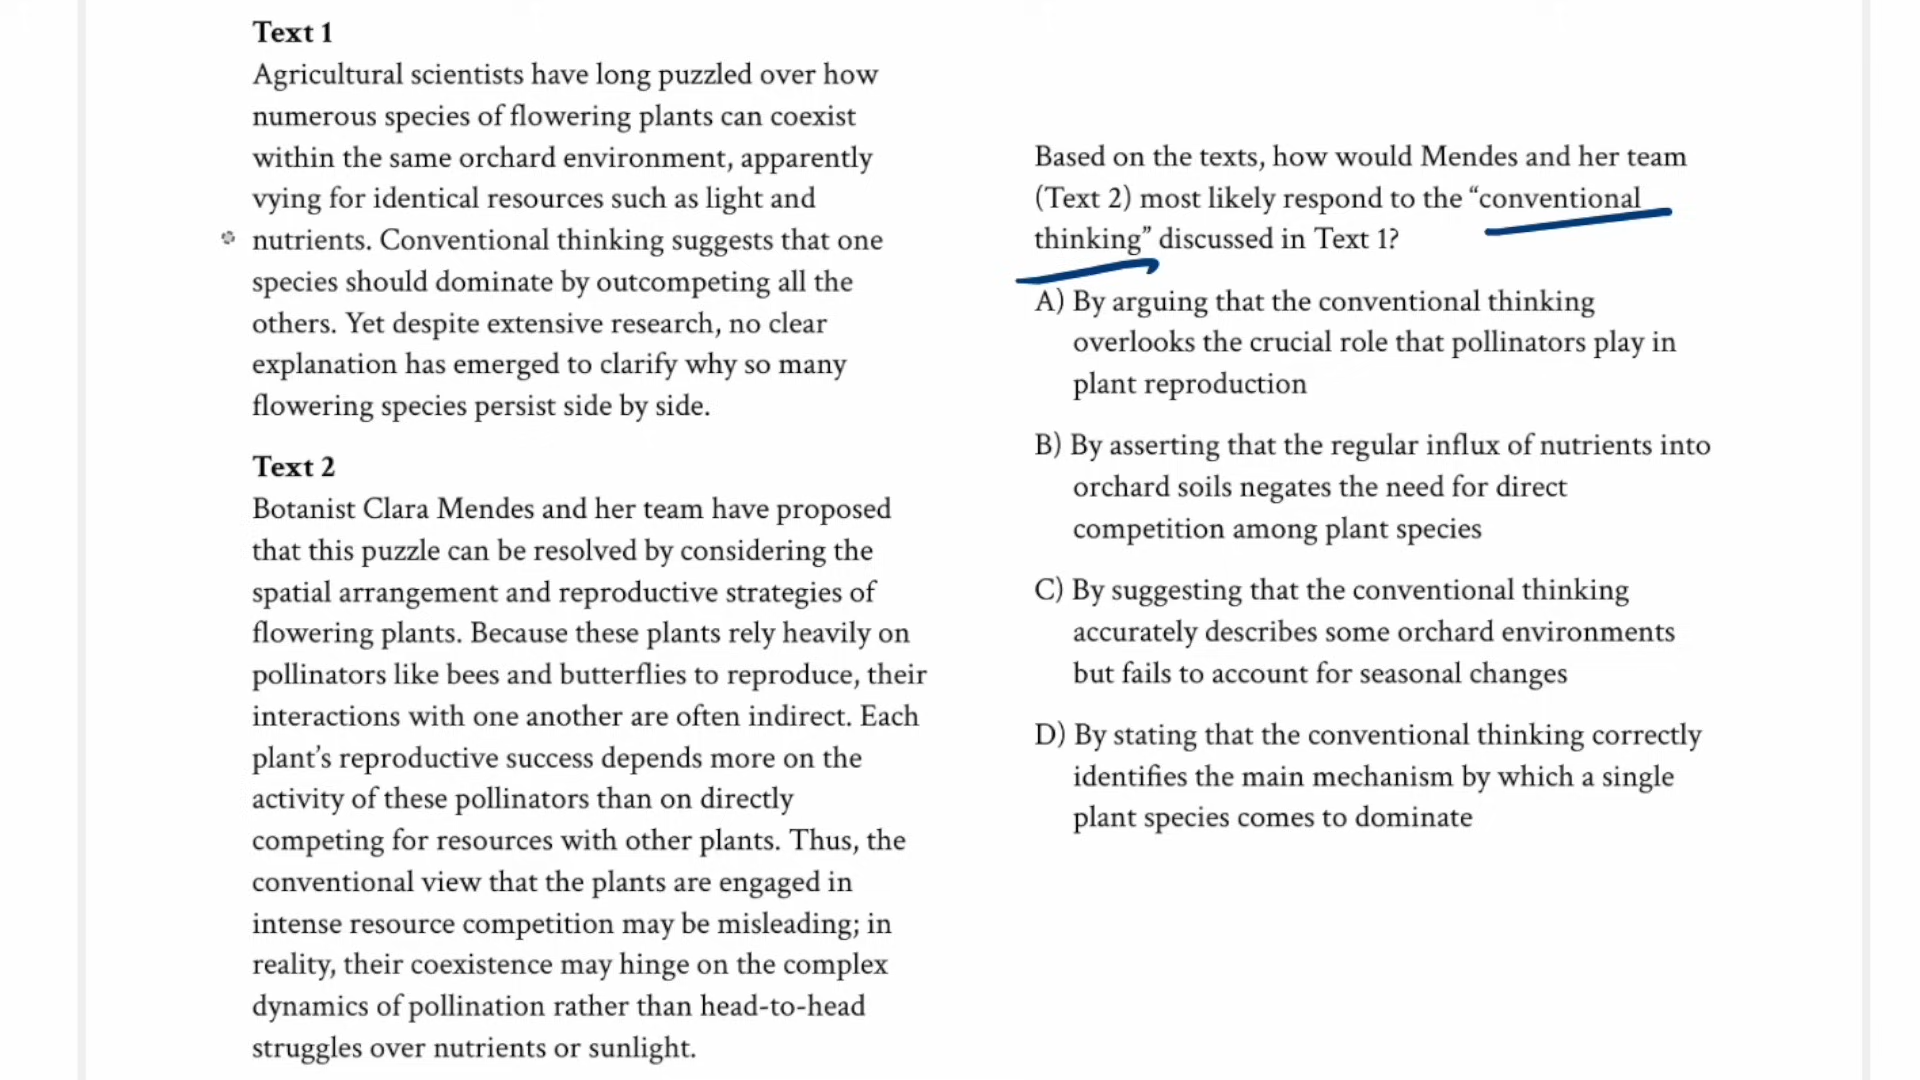 Text 1
Agricultural scientists have long puzzled over how
numerous species of flowering plants can coexist
within the same orchard environment, apparently
vying for identical resources such as light and
nutrients. Conventional thinking suggests that one
species should dominate by outcompeting all the
others. Yet despite extensive research, no clear
explanation has emerged to clarify why so many
flowering species persist side by side.
Text 2
Botanist Clara Mendes and her team have proposed
that this puzzle can be resolved by considering the
spatial arrangement and reproductive strategies of
flowering plants. Because these plants rely heavily on
pollinators like bees and butterflies to reproduce, their
interactions with one another are often indirect. Each
plant’s reproductive success depends more on the
activity of these pollinators than on directly
competing for resources with other plants. Thus, the
conventional view that the plants are engaged in
intense resource competition may be misleading; in
reality, their coexistence may hinge on the complex
dynamics of pollination rather than head-to-head
struggles over nutrients or sunlight.
Based on the texts, how would Mendes and her team
(Text 2) most likely respond to the “conventional
thinking” discussed in Text 1?
A) By arguing that the conventional thinking
overlooks the crucial role that pollinators play in
plant reproduction
B) By asserting that the regular influx of nutrients into
orchard soils negates the need for direct
competition among plant species
C) By suggesting that the conventional thinking
accurately describes some orchard environments
but fails to account for seasonal changes
D) By stating that the conventional thinking correctly
identifies the main mechanism by which a single
plant species comes to dominate